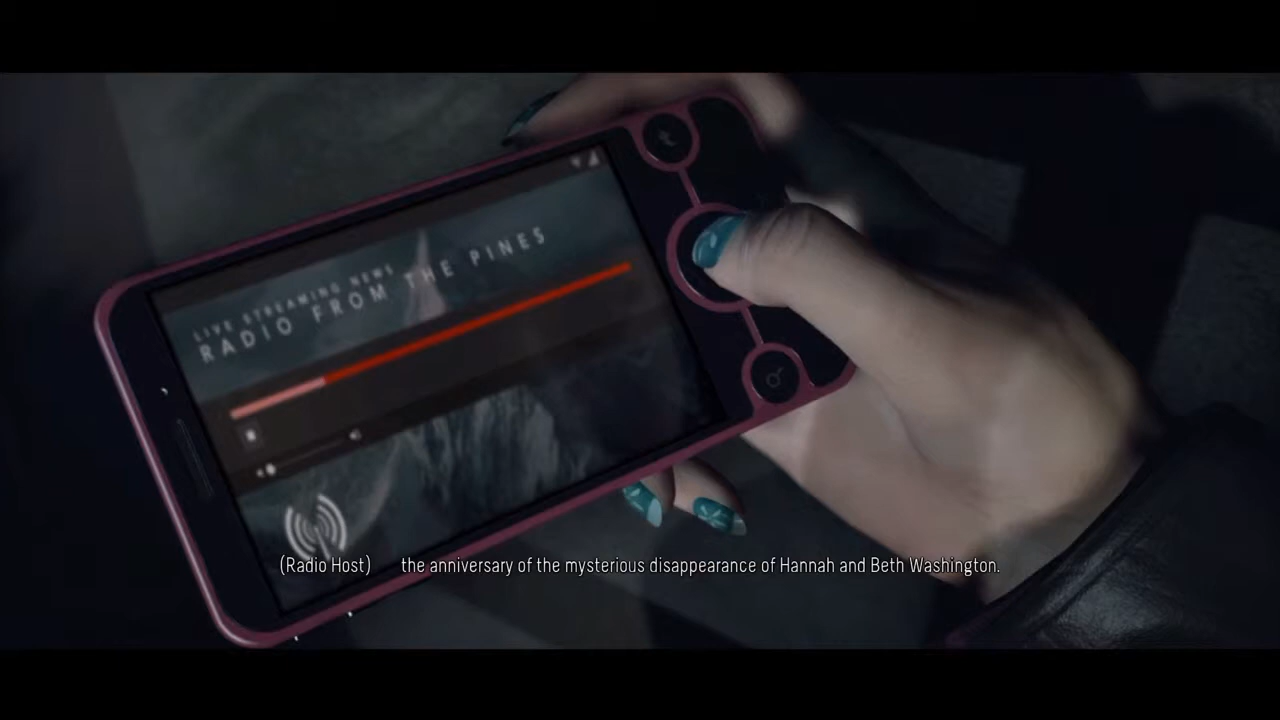 LIVE STREAMING NEWS
RADIO FROM THE PINES
(Radio Host) the anniversary of the mysterious disappearance of Hannah and Beth Washington.